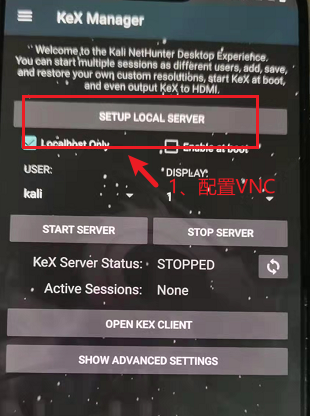 KeX Manager
Welcome to the Kali NetHunter Desktop Experience.
You can start multiple sessions as different users, add, save,
and restore your own custom resolutions, start KeX at boot,
and even output KeX to HDMI.
SETUP LOCAL SERVER
Localhost Only
Enable at boot
USER:
DISPLAY:
kali
1
1、配置VNC
START SERVER
STOP SERVER
KeX Server Status: STOPPED
Active Sessions: None
OPEN KEX CLIENT
SHOW ADVANCED SETTINGS